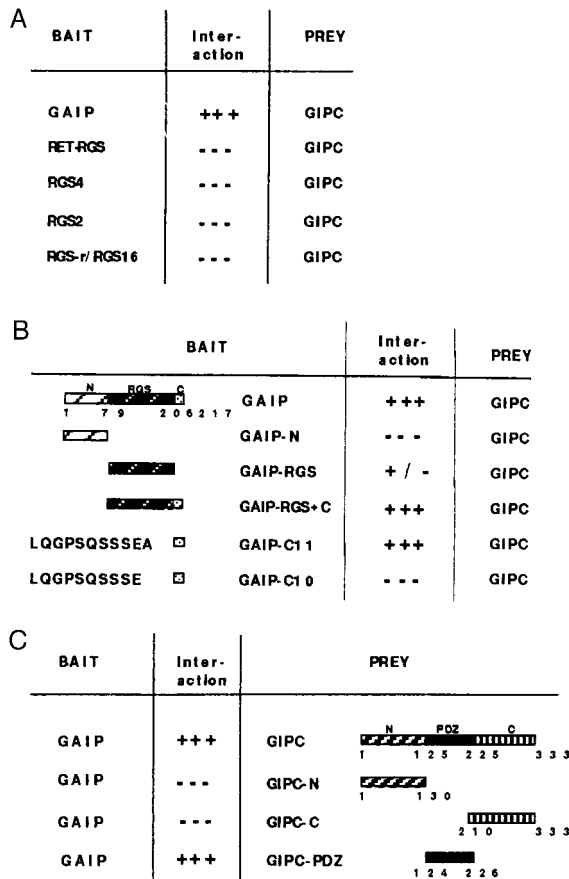 A
BAIT Inter-action PREY
GAIP +++ GIPC
RET-RGS --- GIPC
RGS4 --- GIPC
RGS2 --- GIPC
RGS-r/RGS16 --- GIPC
B
BAIT Inter-action PREY
N RGS C
GAIP +++ GIPC
1 79 206 217
GAIP-N --- GIPC
GAIP-RGS + / - GIPC
GAIP-RGS+C +++ GIPC
LQGPSQSSSEA GAIP-C11 +++ GIPC
LQGPSQSSSE GAIP-C10 --- GIPC
C
BAIT Inter-action PREY
N PDZ C
GAIP +++ GIPC
1 125 225 333
GAIP --- GIPC-N
1 130
GAIP --- GIPC-C
210 333
GAIP +++ GIPC-PDZ
124 226